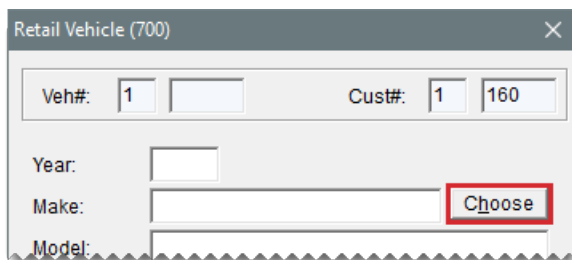 Retail Vehicle (700)
Veh#: 1 Cust#: 1 160
Year:
Make: Choose
Model: